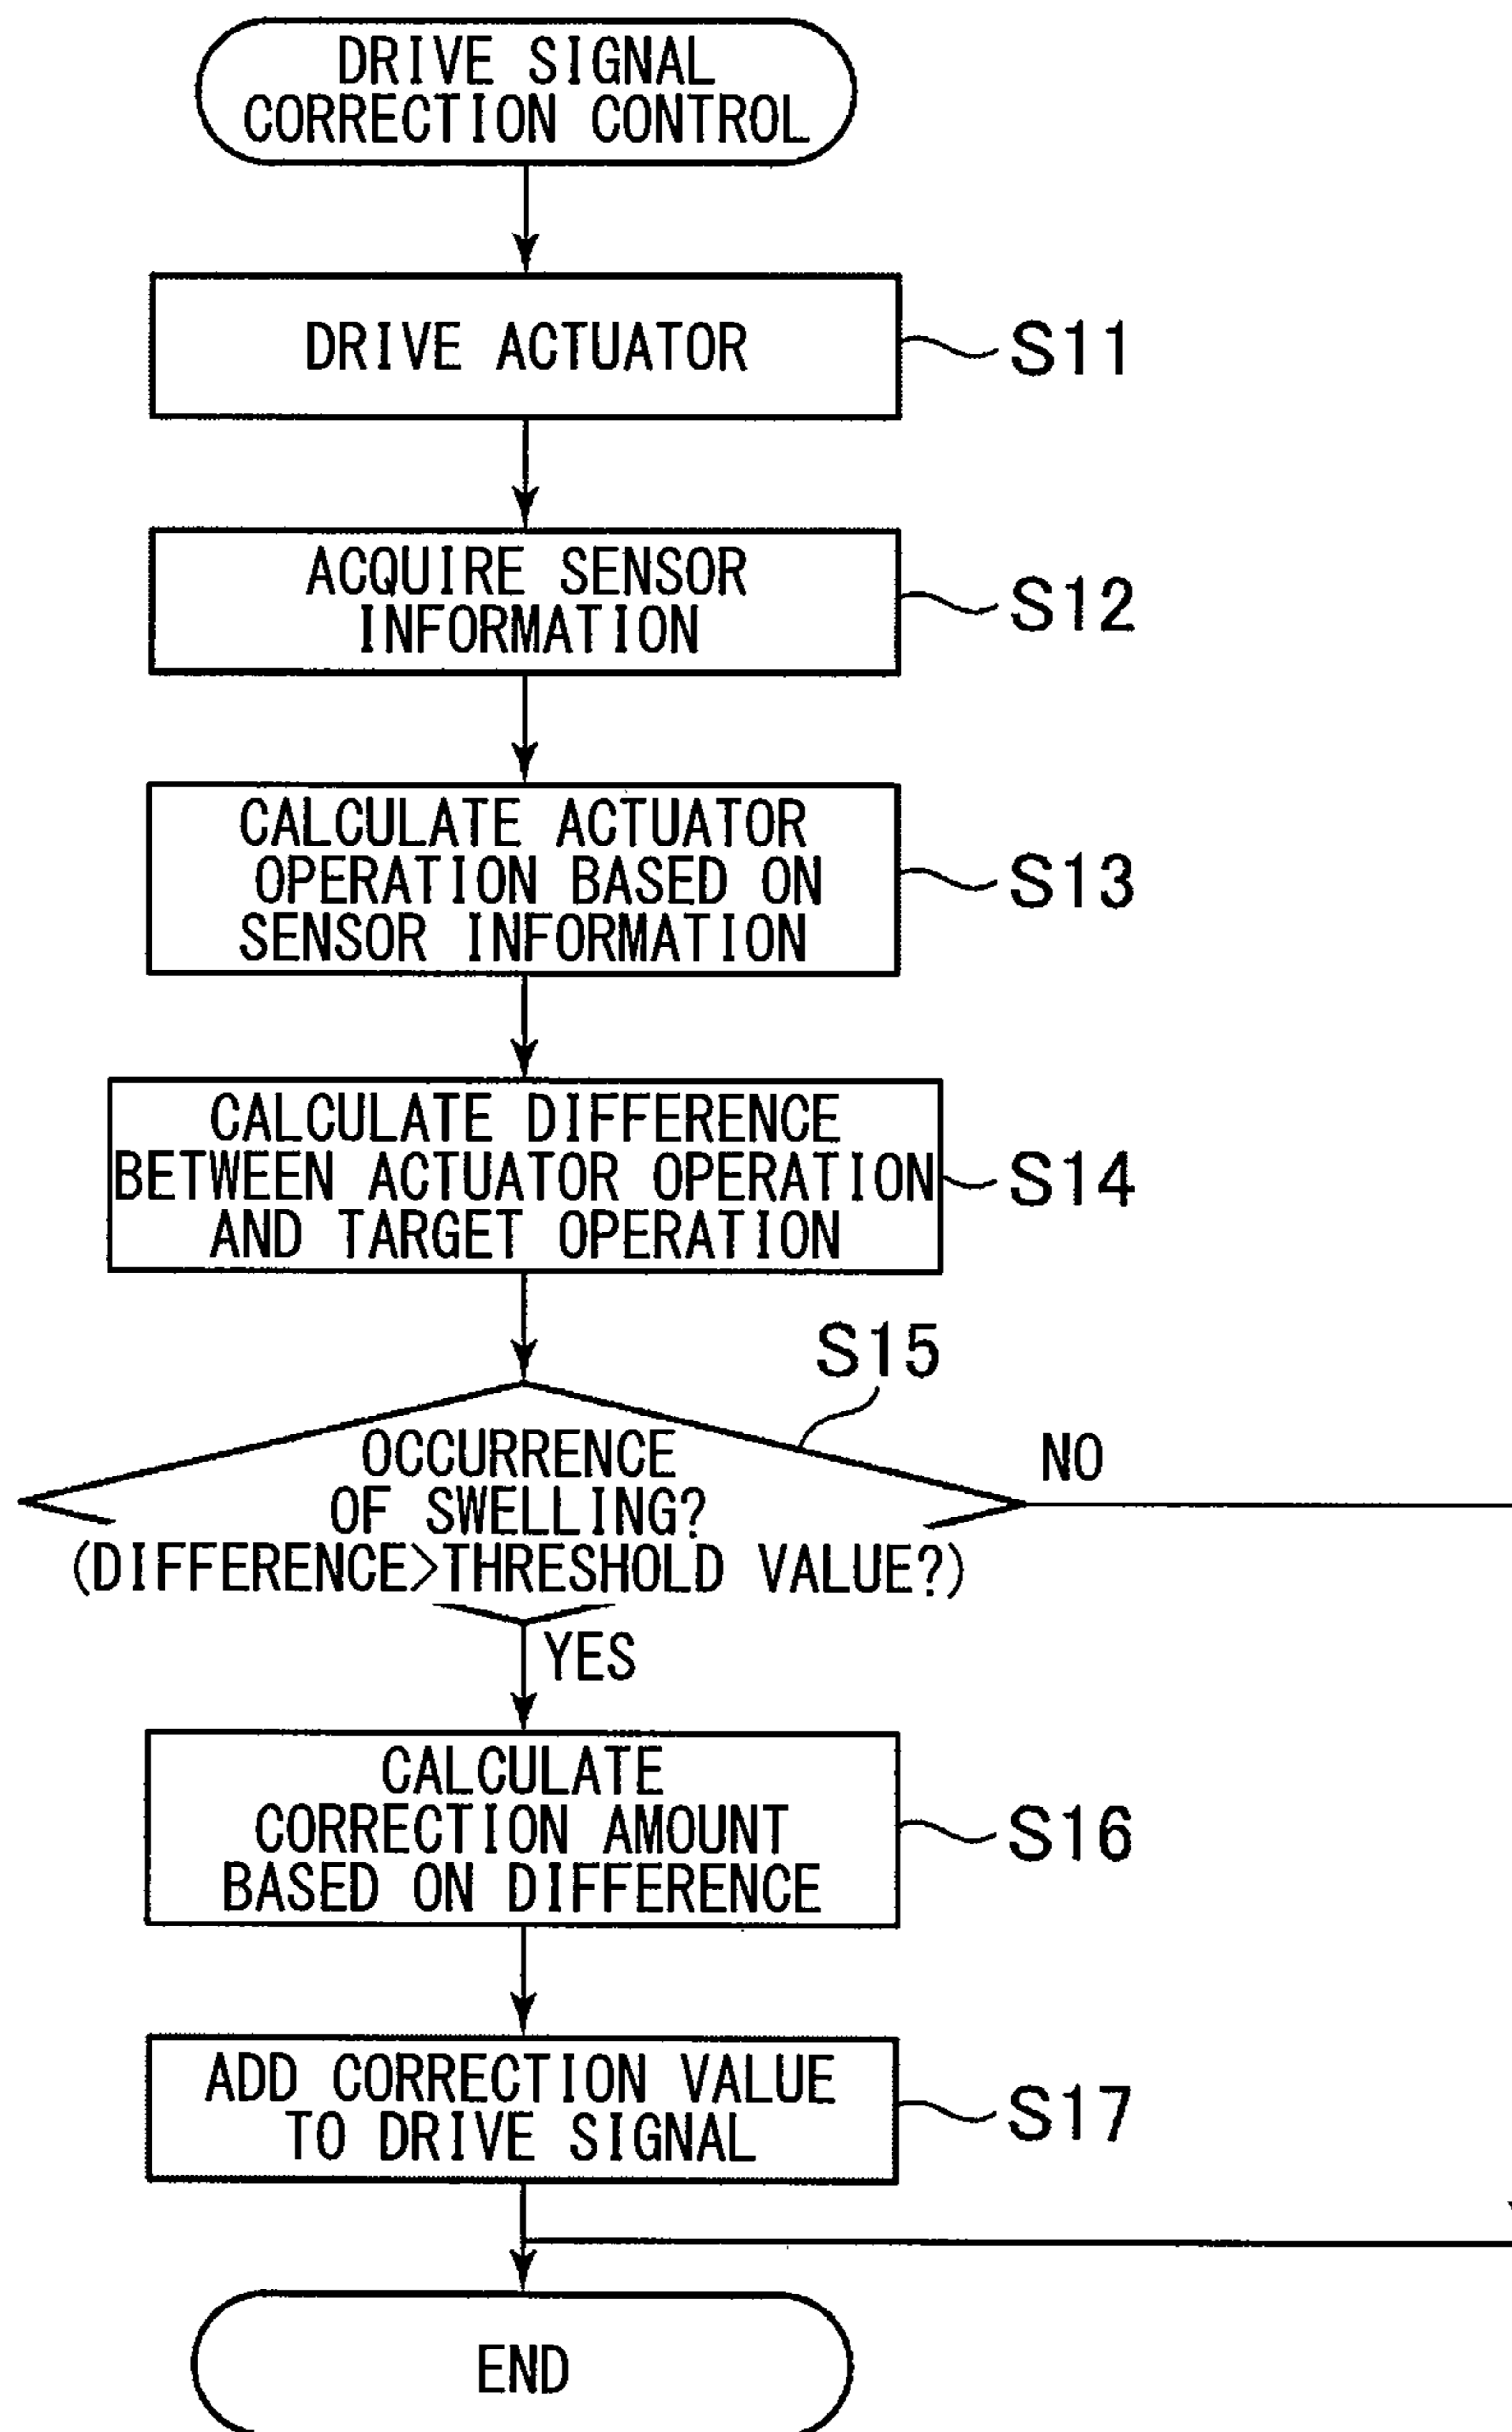 DRIVE SIGNAL
CORRECTION CONTROL
DRIVE ACTUATOR
S11
ACQUIRE SENSOR
INFORMATION
S12
CALCULATE ACTUATOR
OPERATION BASED ON
SENSOR INFORMATION
S13
CALCULATE DIFFERENCE
BETWEEN ACTUATOR OPERATION
AND TARGET OPERATION
S14
S15
OCCURRENCE
OF SWELLING?
(DIFFERENCE>THRESHOLD VALUE?)
NO
YES
CALCULATE
CORRECTION AMOUNT
BASED ON DIFFERENCE
S16
ADD CORRECTION VALUE
TO DRIVE SIGNAL
S17
END